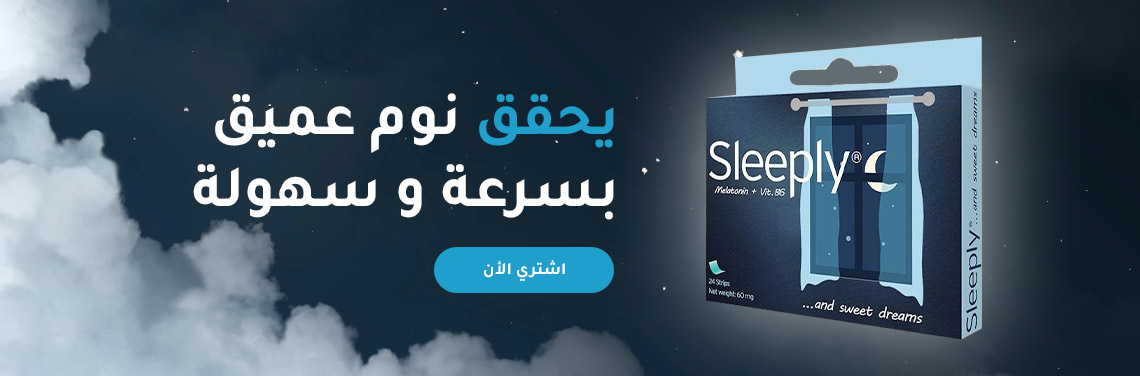 يحقق نوم عميق
بسرعة و سهولة
اشتري الأن
Sleeply®
Melatonin + Vit. B6
24 Strips
Net weight: 60 mg
...and sweet dreams
Sleeply® ...and sweet dreams